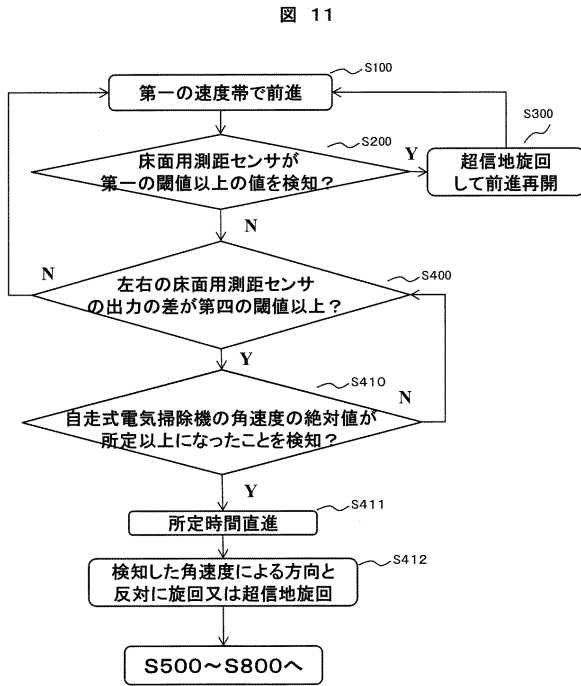 図 11
S100
第一の速度帯で前進
S200
床面用測距センサが
第一の閾値以上の値を検知？
Y
S300
超信地旋回
して前進再開
N
S400
左右の床面用測距センサ
の出力の差が第四の閾値以上？
N
Y
S410
自走式電気掃除機の角速度の絶対値が
所定以上になったことを検知？
N
Y
S411
所定時間直進
S412
検知した角速度による方向と
反対に旋回又は超信地旋回
S500～S800へ